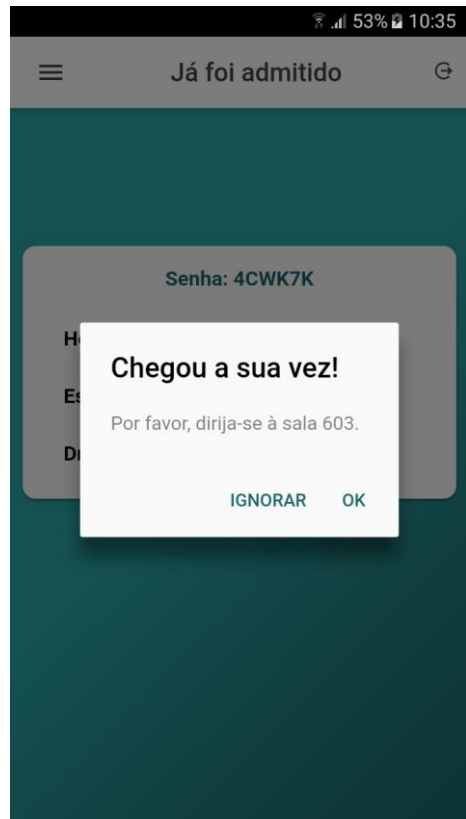 53% 10:35
Já foi admitido
Senha: 4CWK7K
Chegou a sua vez!
Por favor, dirija-se à sala 603.
IGNORAR OK